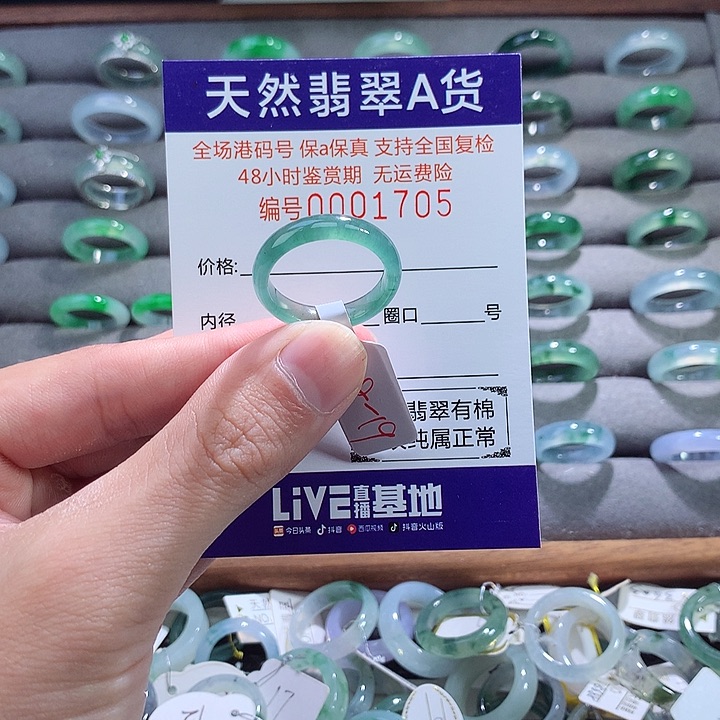 天然翡翠A货
全场港码号 保a保真 支持全国复检
48小时鉴赏期 无运费险
编号0001705
价格:
内径 圈口 号
翡翠有棉
纯属正常
LiVE直播基地
今日头条 抖音 西瓜视频 抖音火山版
17